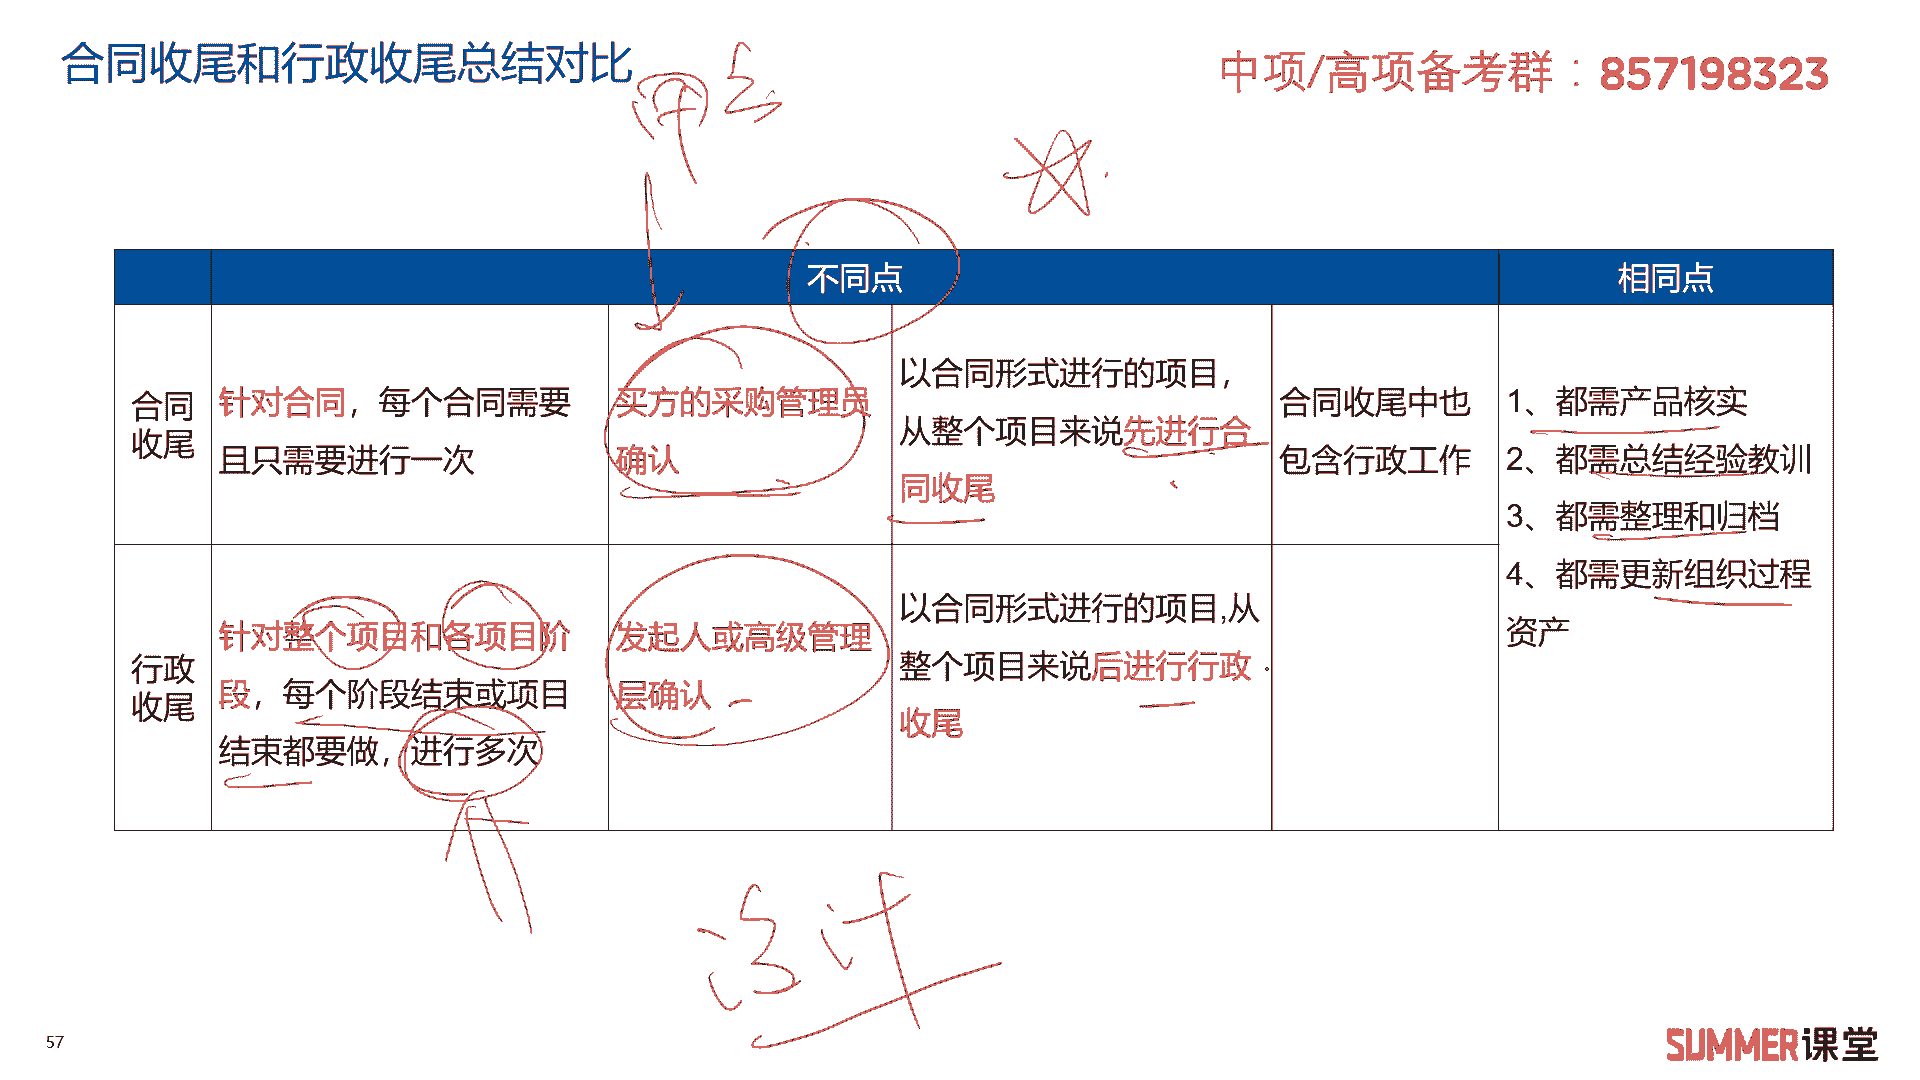 合同收尾和行政收尾总结对比
中项/高项备考群：857198323
不同点
相同点
合同
收尾
针对合同，每个合同需要
且只需要进行一次
买方的采购管理员
确认
以合同形式进行的项目，
从整个项目来说先进行合
同收尾
合同收尾中也
包含行政工作
1、都需产品核实
2、都需总结经验教训
3、都需整理和归档
4、都需更新组织过程
资产
行政
收尾
针对整个项目和各项目阶
段，每个阶段结束或项目
结束都要做，进行多次
发起人或高级管理
层确认
以合同形式进行的项目,从
整个项目来说后进行行政
收尾
57
SUMMER课堂